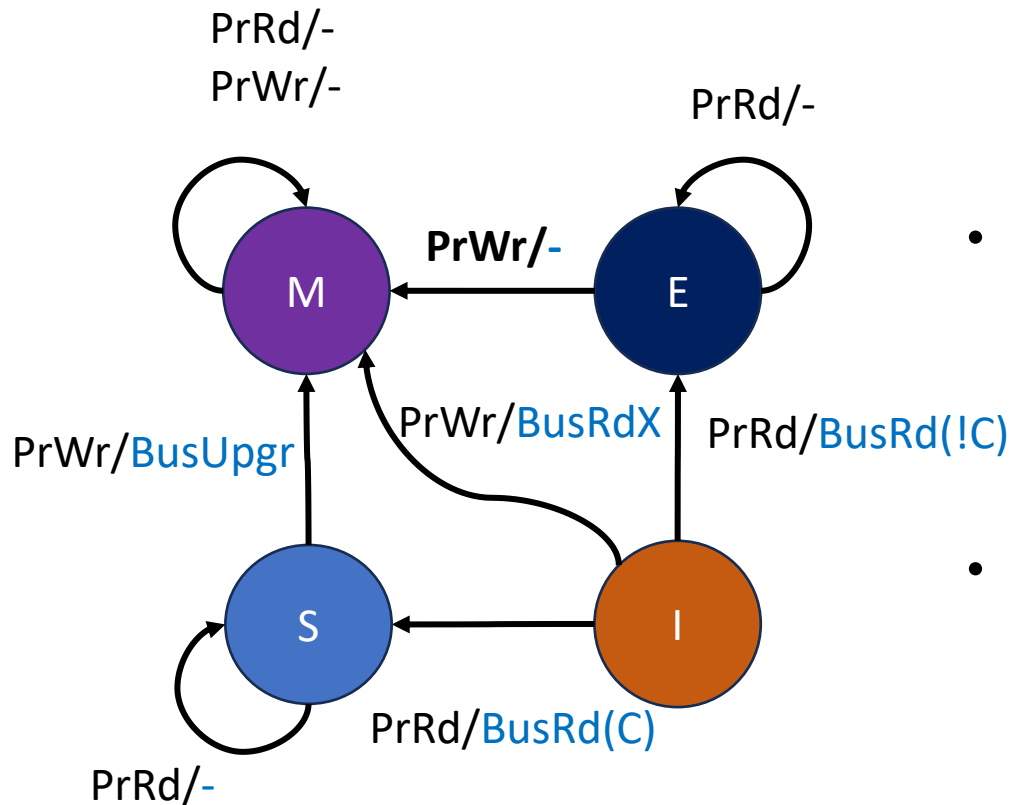 PrRd/-
PrWr/-
PrRd/-
PrWr/-
•
M
E
PrWr/BusRdX
PrRd/BusRd(!C)
PrWr/BusUpgr
•
S
I
PrRd/BusRd(C)
PrRd/-